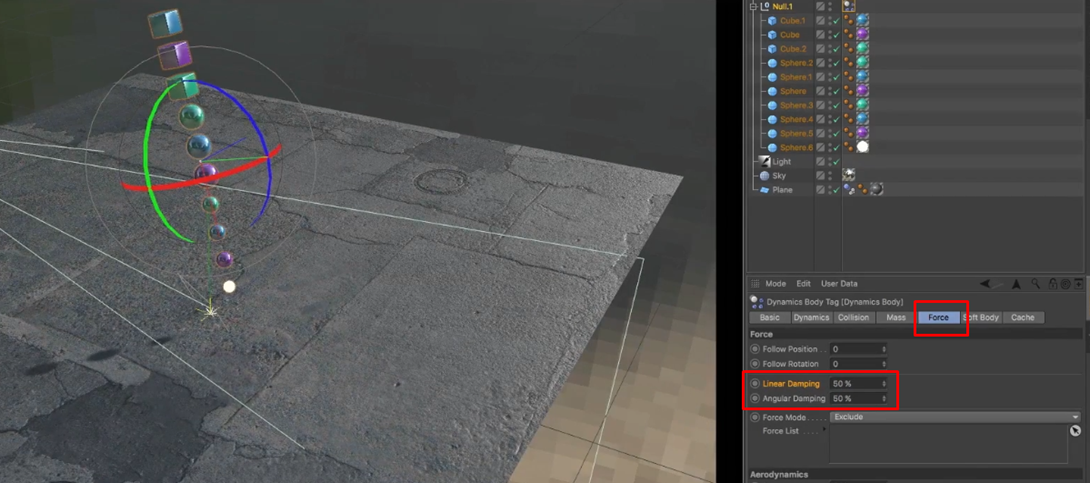 Null.1
Cube.1
Cube
Cube.2
Sphere.2
Sphere.1
Sphere
Sphere.3
Sphere.4
Sphere.5
Sphere.6
Light
Sky
Plane
Mode Edit User Data
Dynamics Body Tag [Dynamics Body]
Basic Dynamics Collision Mass Force Soft Body Cache
Force
Follow Position . . 0
Follow Rotation 0
Linear Damping 50 %
Angular Damping 50 %
Force Mode . . . . . Exclude
Force List . . . .
Aerodynamics